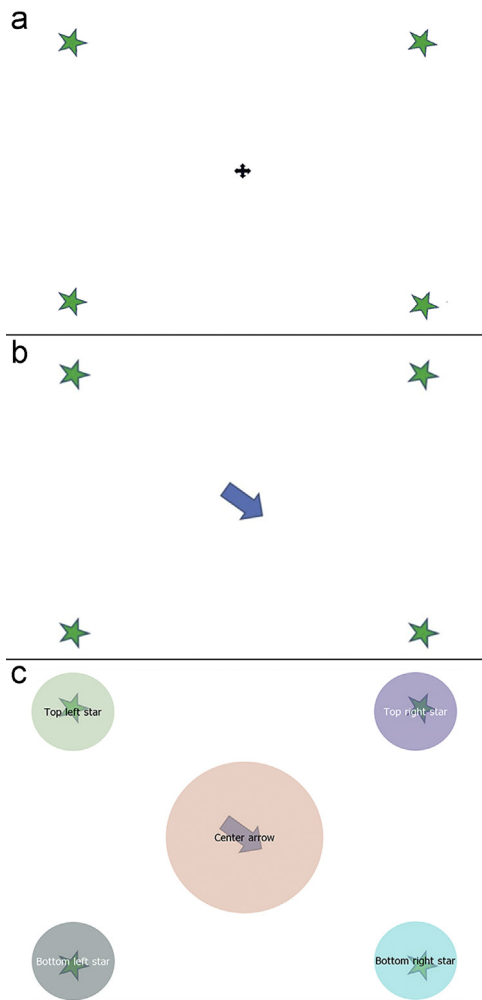 a
b
c
Top left star
Top right star
Center arrow
Bottom left star
Bottom right star